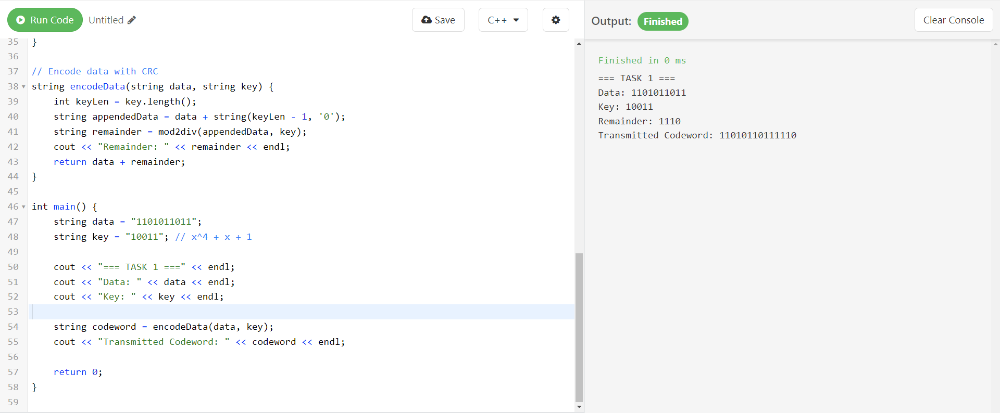 Run Code Untitled Save C++
35 }
36
37 // Encode data with CRC
38 string encodeData(string data, string key) {
39     int keyLen = key.length();
40     string appendedData = data + string(keyLen - 1, '0');
41     string remainder = mod2div(appendedData, key);
42     cout << "Remainder: " << remainder << endl;
43     return data + remainder;
44 }
45
46 int main() {
47     string data = "1101011011";
48     string key = "10011"; // x^4 + x + 1
49
50     cout << "=== TASK 1 ===" << endl;
51     cout << "Data: " << data << endl;
52     cout << "Key: " << key << endl;
53
54     string codeword = encodeData(data, key);
55     cout << "Transmitted Codeword: " << codeword << endl;
56
57     return 0;
58 }
59
Output: Finished Clear Console
Finished in 0 ms
=== TASK 1 ===
Data: 1101011011
Key: 10011
Remainder: 1110
Transmitted Codeword: 11010110111110